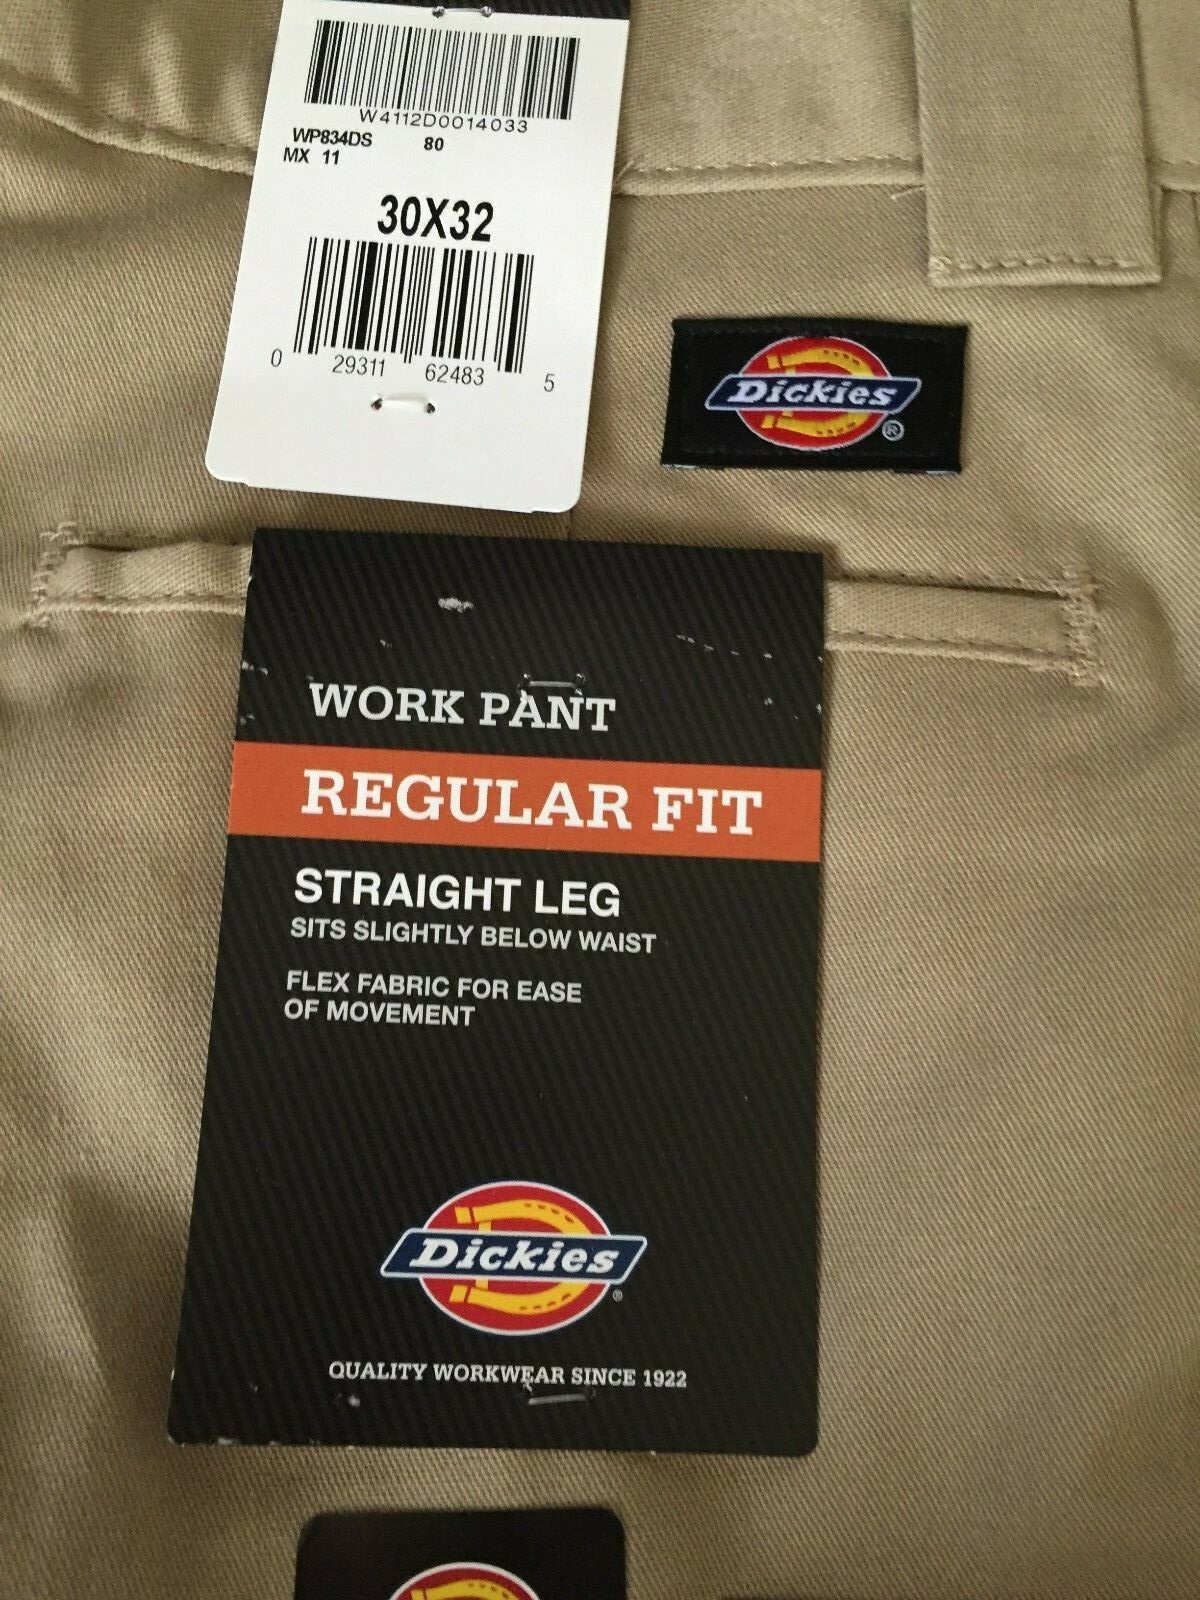 W4112D0014033
WP834DS 80
MX 11
30X32
0 29311 62483 5
Dickies
®
WORK PANT
REGULAR FIT
STRAIGHT LEG
SITS SLIGHTLY BELOW WAIST
FLEX FABRIC FOR EASE
OF MOVEMENT
Dickies
®
QUALITY WORKWEAR SINCE 1922